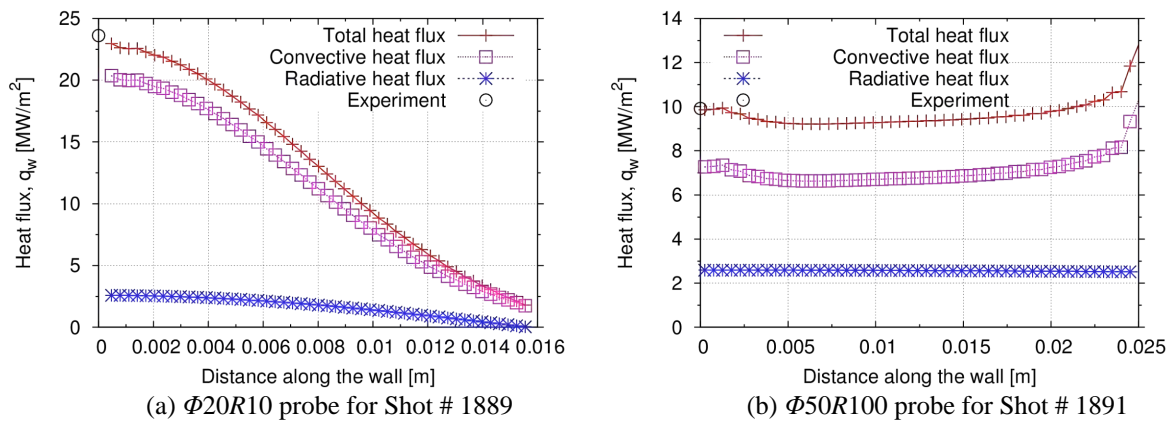 25
20
15
10
5
0
Heat flux, q_w [MW/m²]
Total heat flux
Convective heat flux
Radiative heat flux
Experiment
0 0.002 0.004 0.006 0.008 0.01 0.012 0.014 0.016
Distance along the wall [m]
(a) Φ20R10 probe for Shot # 1889
14
12
10
8
6
4
2
0
Heat flux, q_w [MW/m²]
Total heat flux
Convective heat flux
Radiative heat flux
Experiment
0 0.005 0.01 0.015 0.02 0.025
Distance along the wall [m]
(b) Φ50R100 probe for Shot # 1891